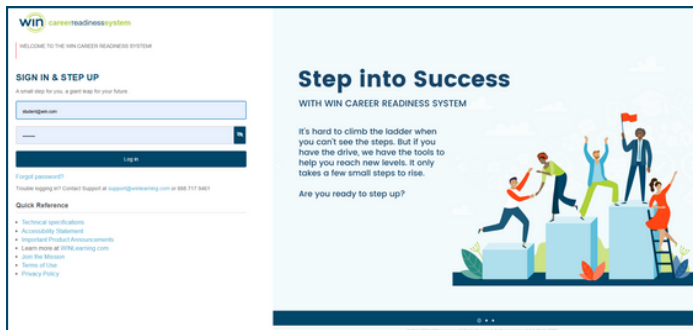 win careerreadinesssystem
WELCOME TO THE WIN CAREER READINESS SYSTEM!
SIGN IN & STEP UP
A small step for you, a giant leap for your future
student@win.com
Log in
Forgot password?
Trouble logging in? Contact Support at support@winlearning.com or 888.717.9461
Quick Reference
Technical specifications
Accessibility Statement
Important Product Announcements
Learn more at WINLearning.com
Join the Mission
Terms of Use
Privacy Policy
Step into Success
WITH WIN CAREER READINESS SYSTEM
It's hard to climb the ladder when
you can't see the steps. But if you
have the drive, we have the tools to
help you reach new levels. It only
takes a few small steps to rise.
Are you ready to step up?